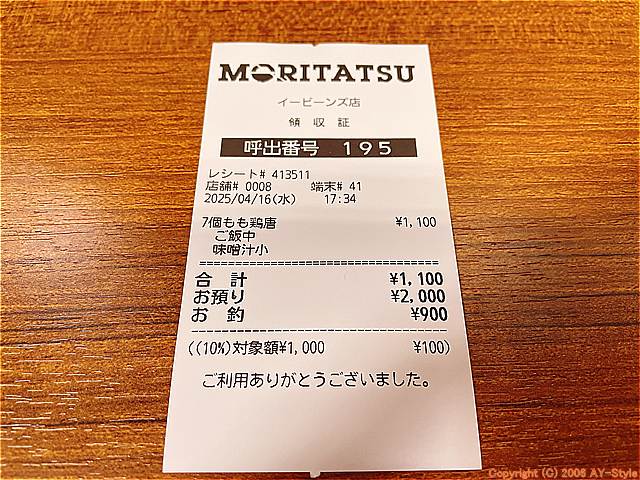 MORITATSU
イービーンズ店
領 収 証
呼出番号 195
レシート# 413511
店舗# 0008 端末# 41
2025/04/16(水) 17:34
7個もも鶏唐 ¥1,100
ご飯中
味噌汁小
合 計 ¥1,100
お預り ¥2,000
お 釣 ¥900
((10%)対象額¥1,000 ¥100)
ご利用ありがとうございました。
Copyright (C) 2006 AY-Style